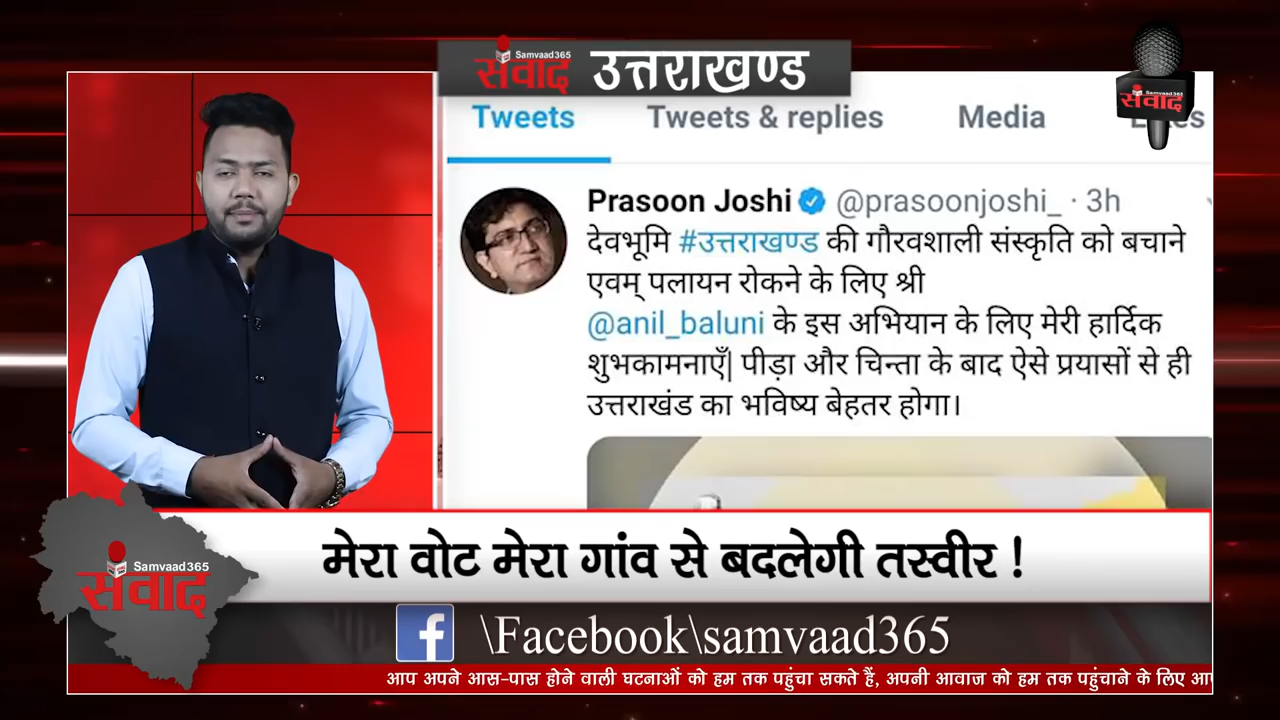 Samvaad365
संवाद उत्तराखण्ड
Samvaad365
संवाद
Tweets Tweets & replies Media Likes
Prasoon Joshi @prasoonjoshi_ · 3h
देवभूमि #उत्तराखण्ड की गौरवशाली संस्कृति को बचाने
एवम् पलायन रोकने के लिए श्री
@anil_baluni के इस अभियान के लिए मेरी हार्दिक
शुभकामनाएँ| पीड़ा और चिन्ता के बाद ऐसे प्रयासों से ही
उत्तराखंड का भविष्य बेहतर होगा।
मेरा वोट मेरा गांव से बदलेगी तस्वीर !
Samvaad365
संवाद
\Facebook\samvaad365
आप अपने आस-पास होने वाली घटनाओं को हम तक पहुंचा सकते हैं, अपनी आवाज को हम तक पहुंचाने के लिए